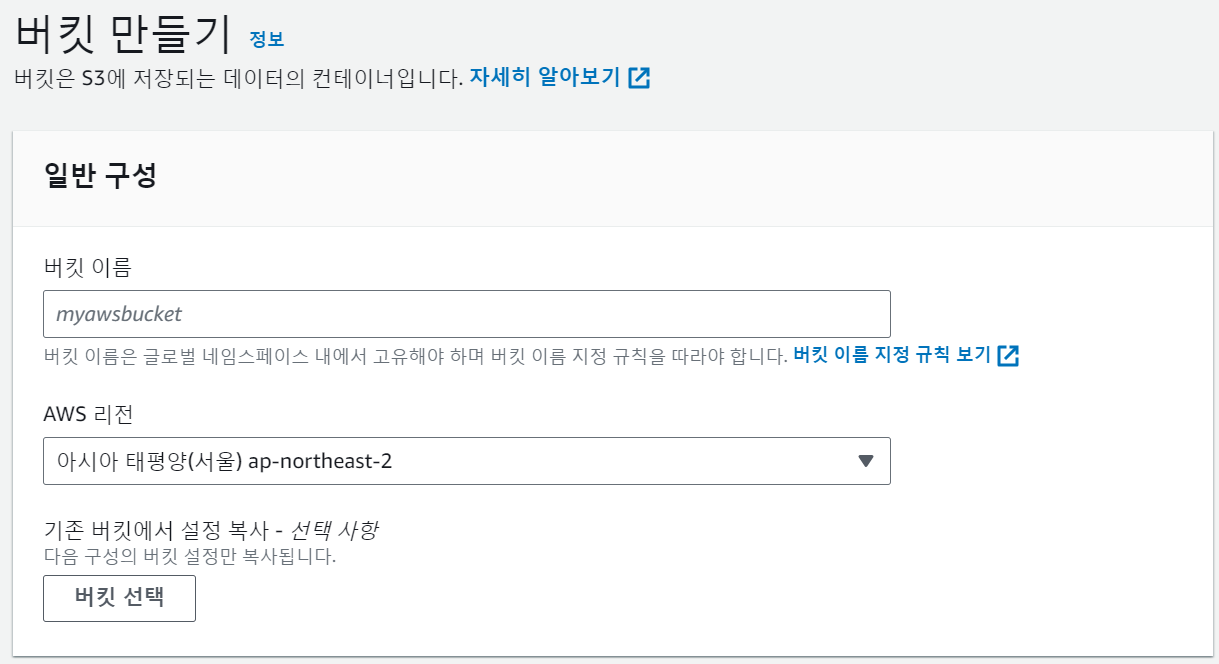 버킷 만들기 정보
버킷은 S3에 저장되는 데이터의 컨테이너입니다. 자세히 알아보기
일반 구성
버킷 이름
myawsbucket
버킷 이름은 글로벌 네임스페이스 내에서 고유해야 하며 버킷 이름 지정 규칙을 따라야 합니다. 버킷 이름 지정 규칙 보기
AWS 리전
아시아 태평양(서울) ap-northeast-2
기존 버킷에서 설정 복사 - 선택 사항
다음 구성의 버킷 설정만 복사됩니다.
버킷 선택